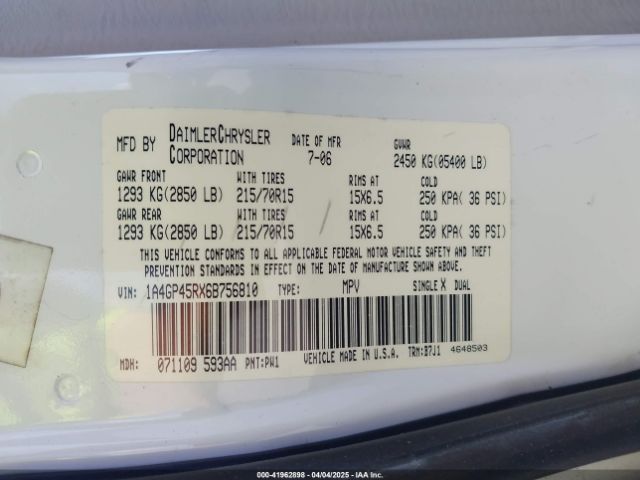 MFD BY DAIMLERCHRYSLER CORPORATION DATE OF MFR 7-06 GVWR 2450 KG(05400 LB)
GAWR FRONT WITH TIRES RIMS AT COLD
1293 KG(2850 LB) 215/70R15 15X6.5 250 KPA( 36 PSI)
GAWR REAR WITH TIRES RIMS AT COLD
1293 KG(2850 LB) 215/70R15 15X6.5 250 KPA( 36 PSI)
THIS VEHICLE CONFORMS TO ALL APPLICABLE FEDERAL MOTOR VEHICLE SAFETY AND THEFT
PREVENTION STANDARDS IN EFFECT ON THE DATE OF MANUFACTURE SHOWN ABOVE.
VIN: 1A4GP45RX6B756810 TYPE: MPV SINGLE X DUAL
MDH: 071109 593AA PNT:PW1 VEHICLE MADE IN U.S.A. TRM:B7J1 4648503
000-41962898 - 04/04/2025 - IAA Inc.